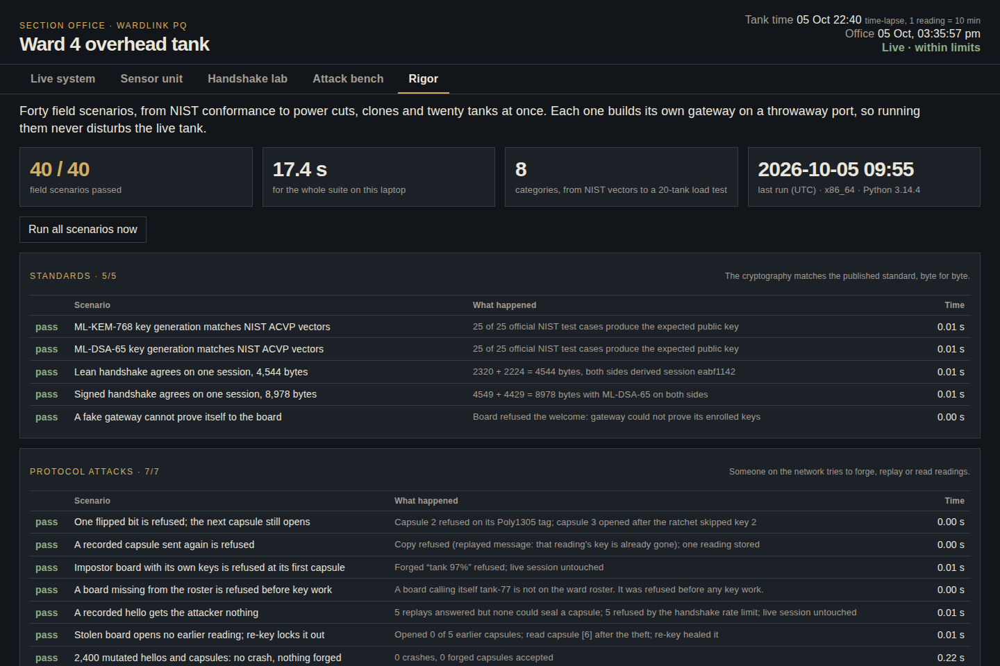 SECTION OFFICE · WARDLINK PQ
Ward 4 overhead tank
Tank time 05 Oct 22:40 time-lapse, 1 reading = 10 min
Office 05 Oct, 03:35:57 pm
Live · within limits
Live system Sensor unit Handshake lab Attack bench Rigor
Forty field scenarios, from NIST conformance to power cuts, clones and twenty tanks at once. Each one builds its own gateway on a throwaway port, so running
them never disturbs the live tank.
40 / 40
field scenarios passed
17.4 s
for the whole suite on this laptop
8
categories, from NIST vectors to a 20-tank load test
2026-10-05 09:55
last run (UTC) · x86_64 · Python 3.14.4
Run all scenarios now
STANDARDS · 5/5 The cryptography matches the published standard, byte for byte.
Scenario What happened Time
pass ML-KEM-768 key generation matches NIST ACVP vectors 25 of 25 official NIST test cases produce the expected public key 0.01 s
pass ML-DSA-65 key generation matches NIST ACVP vectors 25 of 25 official NIST test cases produce the expected public key 0.01 s
pass Lean handshake agrees on one session, 4,544 bytes 2320 + 2224 = 4544 bytes, both sides derived session eabf1142 0.01 s
pass Signed handshake agrees on one session, 8,978 bytes 4549 + 4429 = 8978 bytes with ML-DSA-65 on both sides 0.01 s
pass A fake gateway cannot prove itself to the board Board refused the welcome: gateway could not prove its enrolled keys 0.00 s
PROTOCOL ATTACKS · 7/7 Someone on the network tries to forge, replay or read readings.
Scenario What happened Time
pass One flipped bit is refused; the next capsule still opens Capsule 2 refused on its Poly1305 tag; capsule 3 opened after the ratchet skipped key 2 0.00 s
pass A recorded capsule sent again is refused Copy refused (replayed message: that reading's key is already gone); one reading stored 0.00 s
pass Impostor board with its own keys is refused at its first capsule Forged “tank 97%” refused; live session untouched 0.01 s
pass A board missing from the roster is refused before key work A board calling itself tank-77 is not on the ward roster. It was refused before any key work. 0.00 s
pass A recorded hello gets the attacker nothing 5 replays answered but none could seal a capsule; 5 refused by the handshake rate limit; live session untouched 0.01 s
pass Stolen board opens no earlier reading; re-key locks it out Opened 0 of 5 earlier capsules; read capsule [6] after the theft; re-key healed it 0.01 s
pass 2,400 mutated hellos and capsules: no crash, nothing forged 0 crashes, 0 forged capsules accepted 0.22 s